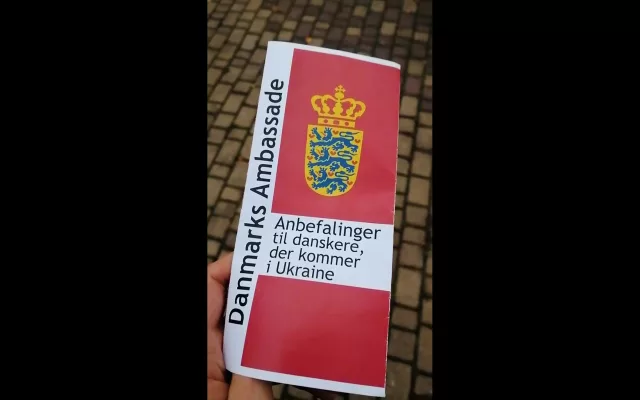 Danmarks Ambassade
Anbefalinger
til danskere,
der kommer
i Ukraine